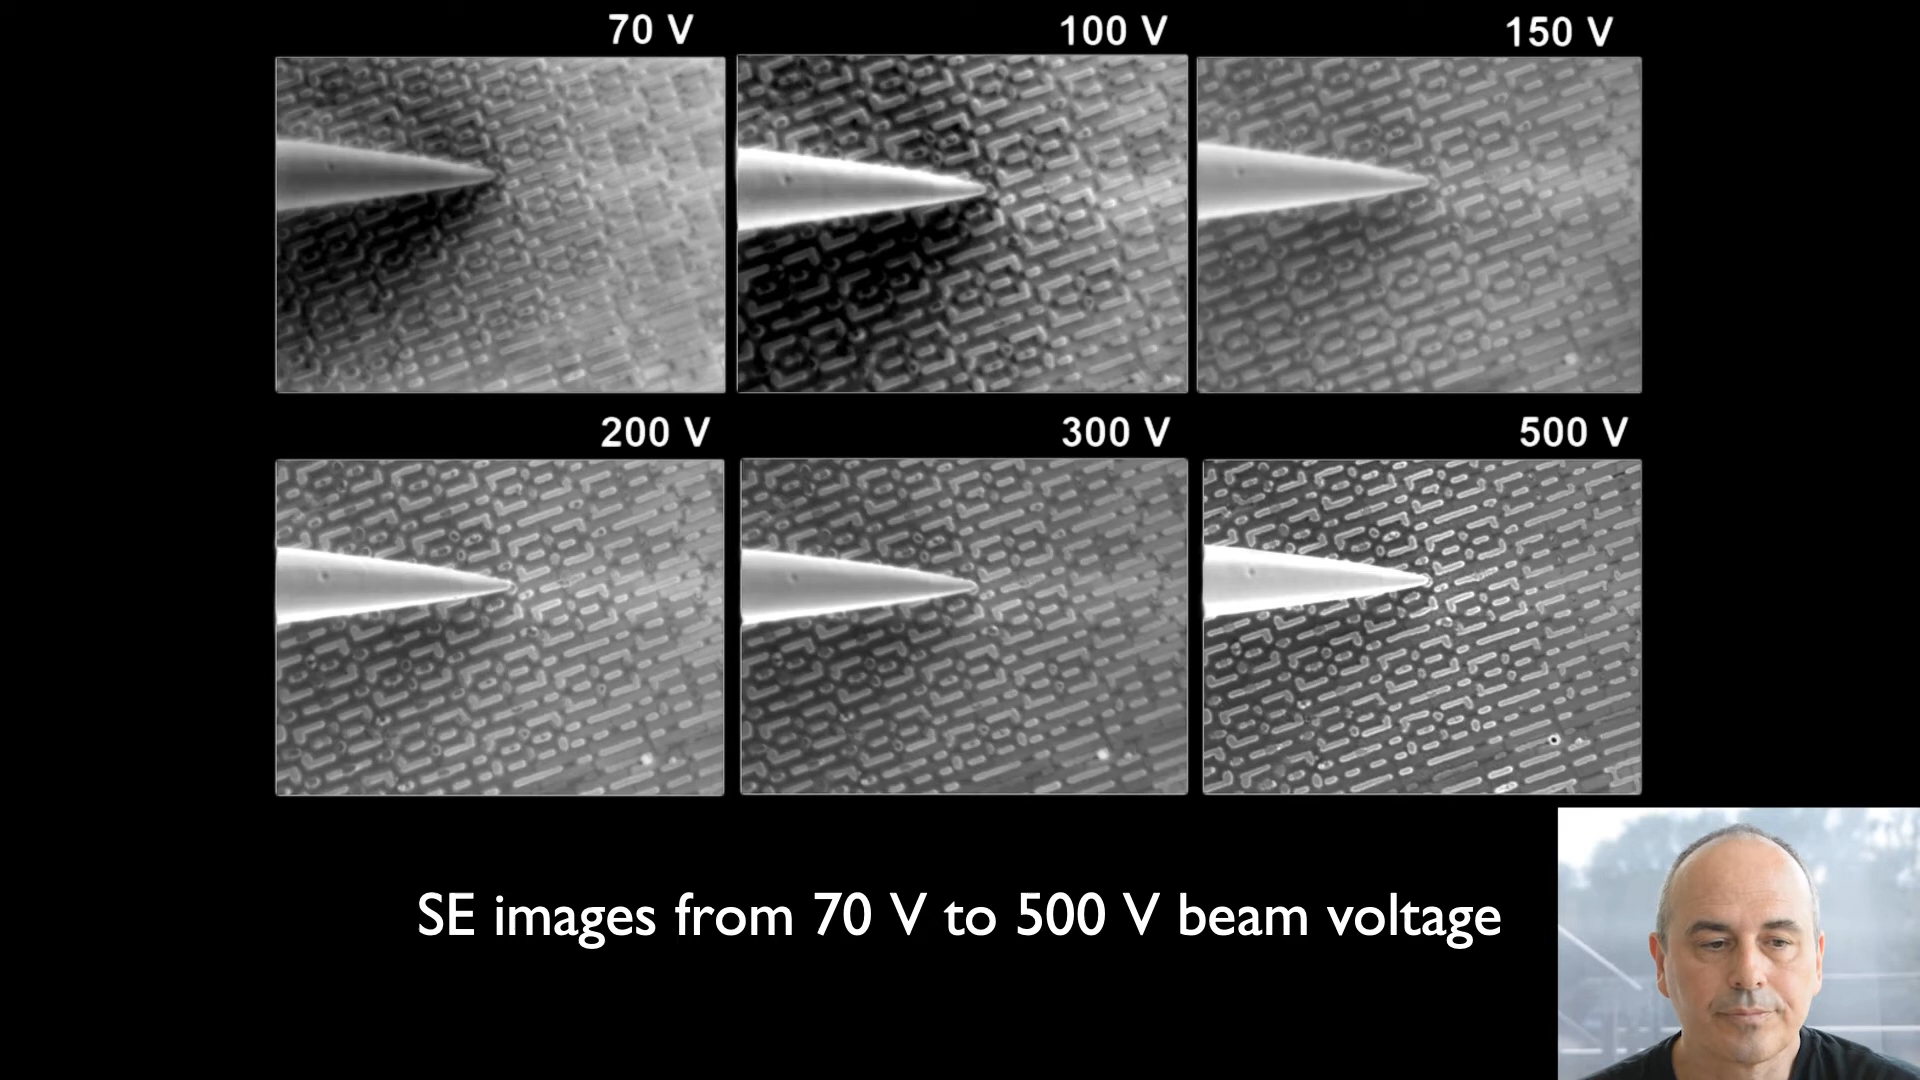 70 V
100 V
150 V
200 V
300 V
500 V
SE images from 70 V to 500 V beam voltage